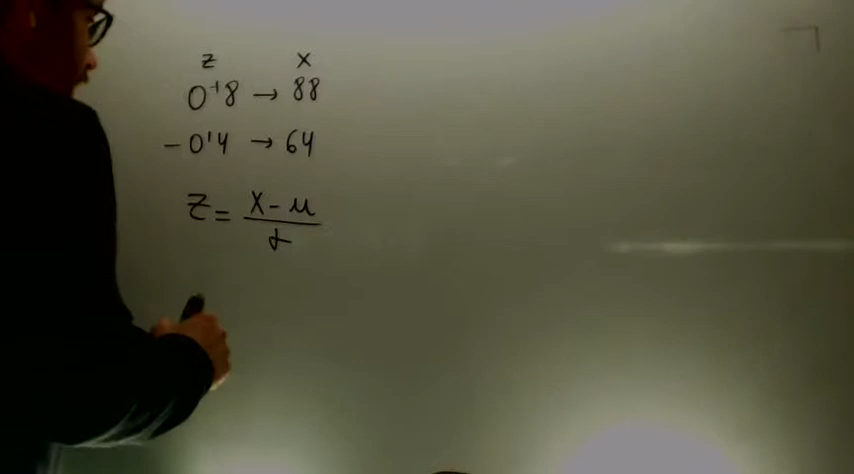 z x
0'8 → 88
-0'4 → 64
z = (x - μ) / σ